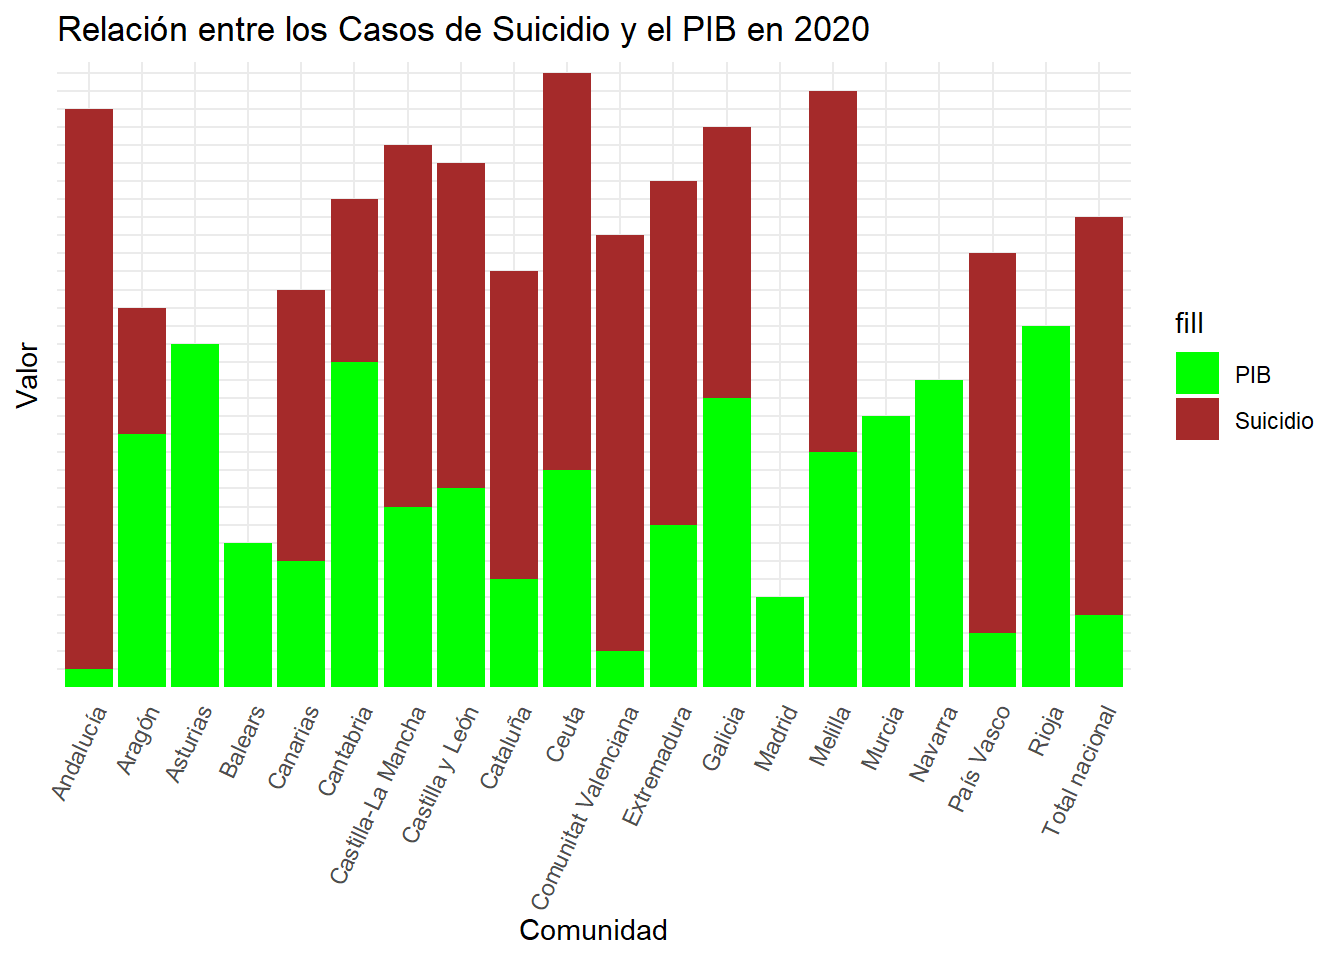 Relación entre los Casos de Suicidio y el PIB en 2020
Valor
fill
PIB
Suicidio
Andalucía
Aragón
Asturias
Balears
Canarias
Cantabria
Castilla-La Mancha
Castilla y León
Cataluña
Ceuta
Comunitat Valenciana
Extremadura
Galicia
Madrid
Melilla
Murcia
Navarra
País Vasco
Rioja
Total nacional
Comunidad